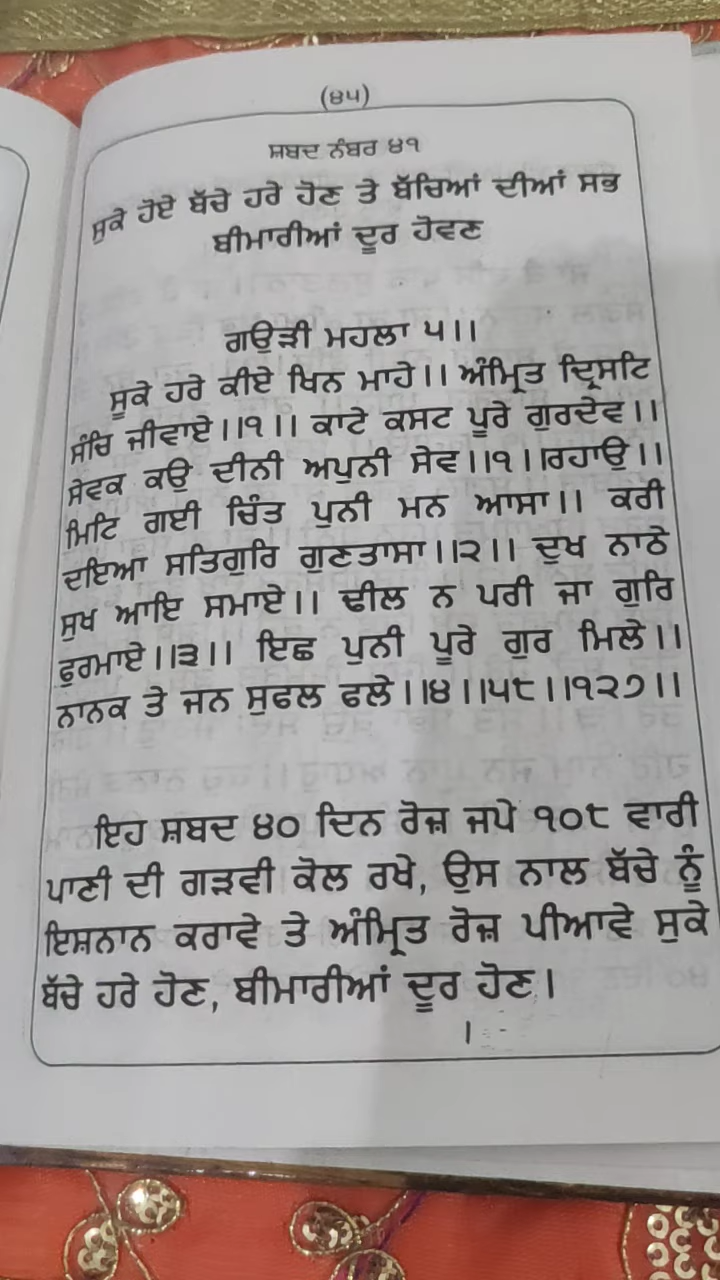 (੪੫)
ਸ਼ਬਦ ਨੰਬਰ ੪੧
ਸੁਕੇ ਹੋਏ ਬੱਚੇ ਹਰੇ ਹੋਣ ਤੇ ਬੱਚਿਆਂ ਦੀਆਂ ਸਭ
ਬੀਮਾਰੀਆਂ ਦੂਰ ਹੋਵਣ
ਗਉੜੀ ਮਹਲਾ ੫।।
ਸੂਕੇ ਹਰੇ ਕੀਏ ਖਿਨ ਮਾਹੇ।। ਅੰਮ੍ਰਿਤ ਦ੍ਰਿਸਟਿ
ਸੰਚਿ ਜੀਵਾਏ।।੧।। ਕਾਟੇ ਕਸਟ ਪੂਰੇ ਗੁਰਦੇਵ।।
ਸੇਵਕ ਕਉ ਦੀਨੀ ਅਪੁਨੀ ਸੇਵ।।੧।।ਰਹਾਉ।।
ਮਿਟਿ ਗਈ ਚਿੰਤ ਪੁਨੀ ਮਨ ਆਸਾ।। ਕਰੀ
ਦਇਆ ਸਤਿਗੁਰਿ ਗੁਣਤਾਸਾ।।੨।। ਦੁਖ ਨਾਠੇ
ਸੁਖ ਆਇ ਸਮਾਏ।। ਢੀਲ ਨ ਪਰੀ ਜਾ ਗੁਰਿ
ਫੁਰਮਾਏ।।੩।। ਇਛ ਪੁਨੀ ਪੂਰੇ ਗੁਰ ਮਿਲੇ।।
ਨਾਨਕ ਤੇ ਜਨ ਸੁਫਲ ਫਲੇ।।੪।।੫੮।।੧੨੭।।
ਇਹ ਸ਼ਬਦ ੪੦ ਦਿਨ ਰੋਜ਼ ਜਪੇ ੧੦੮ ਵਾਰੀ
ਪਾਣੀ ਦੀ ਗੜਵੀ ਕੋਲ ਰਖੇ, ਉਸ ਨਾਲ ਬੱਚੇ ਨੂੰ
ਇਸ਼ਨਾਨ ਕਰਾਵੇ ਤੇ ਅੰਮ੍ਰਿਤ ਰੋਜ਼ ਪੀਆਵੇ ਸੁਕੇ
ਬੱਚੇ ਹਰੇ ਹੋਣ, ਬੀਮਾਰੀਆਂ ਦੂਰ ਹੋਣ।
।